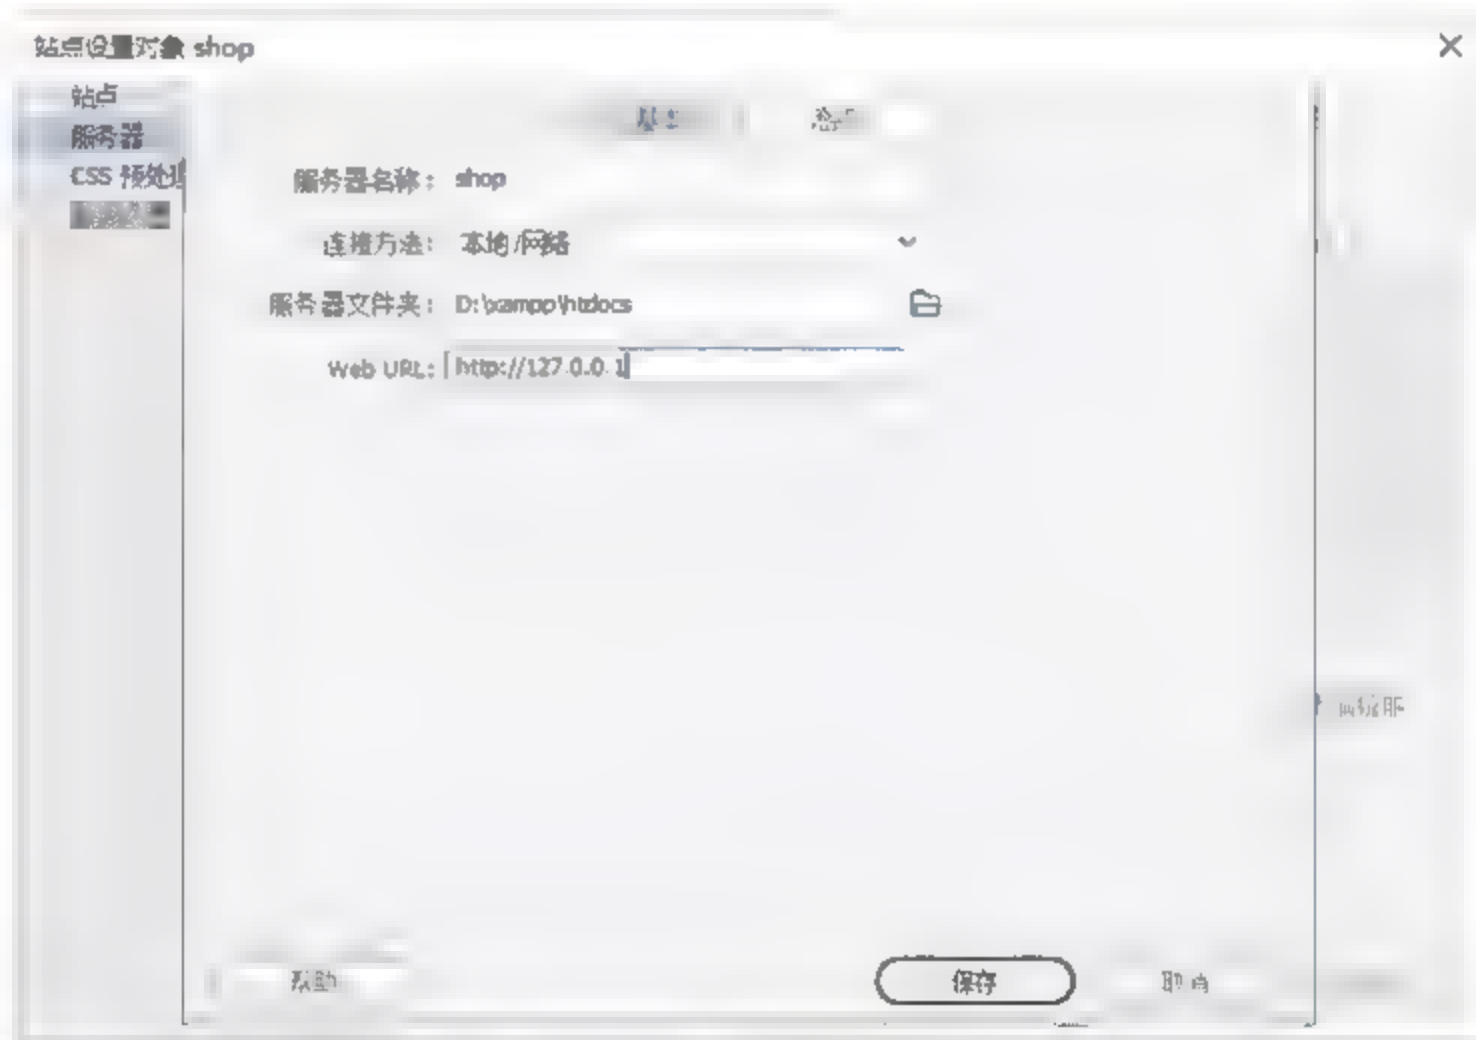 站点设置对象 shop
站点
服务器
CSS 预处理
基本
服务器名称： shop
连接方法： 本地/网络
服务器文件夹： D:\xampp\htdocs
Web URL: http://127.0.0.1
帮助
保存
取消